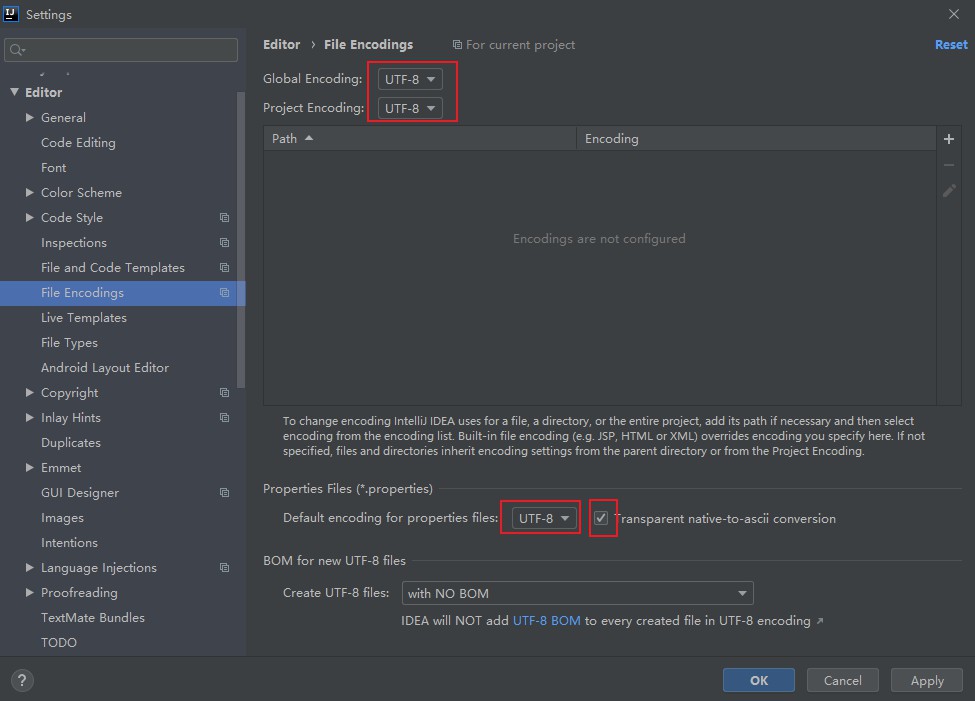 Settings
Editor › File Encodings For current project Reset
Editor
General
Code Editing
Font
Color Scheme
Code Style
Inspections
File and Code Templates
File Encodings
Live Templates
File Types
Android Layout Editor
Copyright
Inlay Hints
Duplicates
Emmet
GUI Designer
Images
Intentions
Language Injections
Proofreading
TextMate Bundles
TODO
Global Encoding: UTF-8
Project Encoding: UTF-8
Path Encoding
Encodings are not configured
To change encoding IntelliJ IDEA uses for a file, a directory, or the entire project, add its path if necessary and then select
encoding from the encoding list. Built-in file encoding (e.g. JSP, HTML or XML) overrides encoding you specify here. If not
specified, files and directories inherit encoding settings from the parent directory or from the Project Encoding.
Properties Files (*.properties)
Default encoding for properties files: UTF-8 Transparent native-to-ascii conversion
BOM for new UTF-8 files
Create UTF-8 files: with NO BOM
IDEA will NOT add UTF-8 BOM to every created file in UTF-8 encoding ↗
? OK Cancel Apply